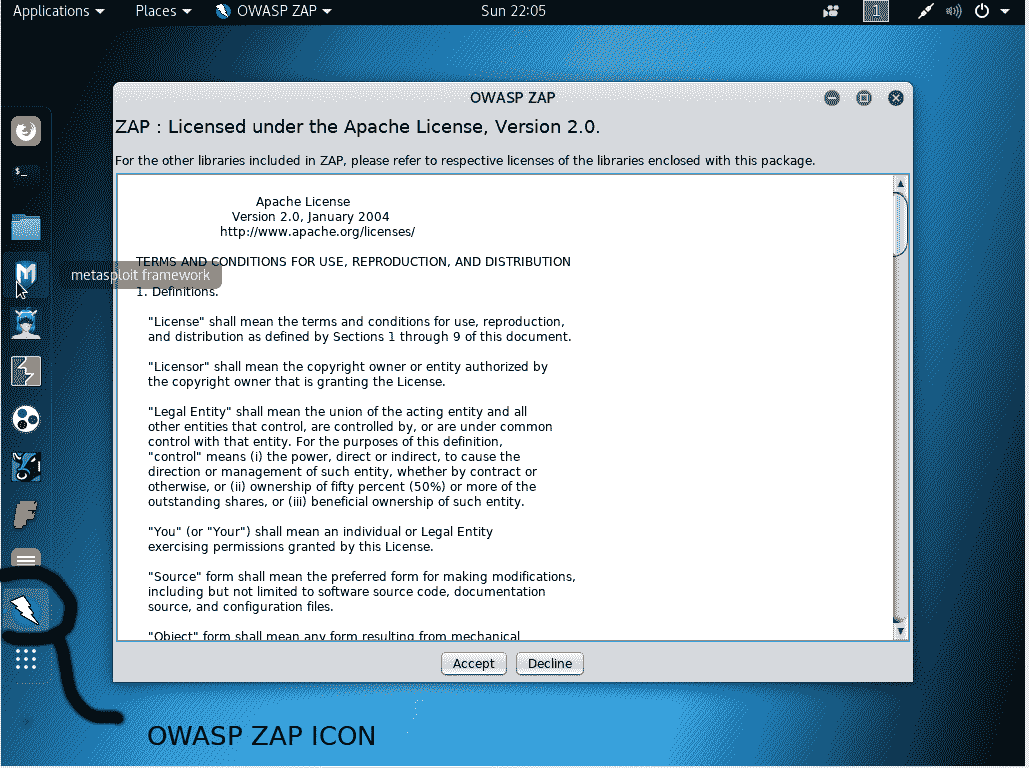 Applications Places OWASP ZAP Sun 22:05 1
OWASP ZAP
ZAP : Licensed under the Apache License, Version 2.0.
For the other libraries included in ZAP, please refer to respective licenses of the libraries enclosed with this package.
Apache License
Version 2.0, January 2004
http://www.apache.org/licenses/
$_
TERMS AND CONDITIONS FOR USE, REPRODUCTION, AND DISTRIBUTION
metasploit framework
1. Definitions.
"License" shall mean the terms and conditions for use, reproduction,
and distribution as defined by Sections 1 through 9 of this document.
"Licensor" shall mean the copyright owner or entity authorized by
the copyright owner that is granting the License.
"Legal Entity" shall mean the union of the acting entity and all
other entities that control, are controlled by, or are under common
control with that entity. For the purposes of this definition,
"control" means (i) the power, direct or indirect, to cause the
direction or management of such entity, whether by contract or
otherwise, or (ii) ownership of fifty percent (50%) or more of the
outstanding shares, or (iii) beneficial ownership of such entity.
"You" (or "Your") shall mean an individual or Legal Entity
exercising permissions granted by this License.
"Source" form shall mean the preferred form for making modifications,
including but not limited to software source code, documentation
source, and configuration files.
"Object" form shall mean any form resulting from mechanical
Accept Decline
OWASP ZAP ICON